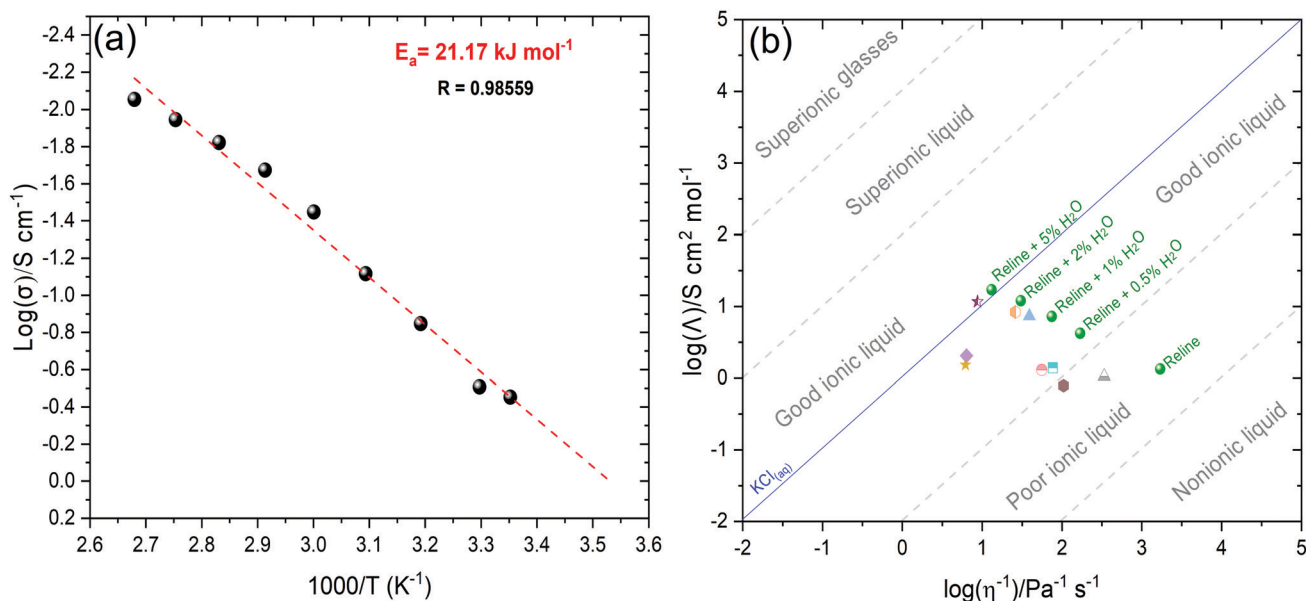 (a)
-2.4
-2.2
-2.0
-1.8
-1.6
-1.4
-1.2
-1.0
-0.8
-0.6
-0.4
-0.2
0.0
0.2
Log(σ)/S cm⁻¹
Eₐ= 21.17 kJ mol⁻¹
R = 0.98559
2.6 2.7 2.8 2.9 3.0 3.1 3.2 3.3 3.4 3.5 3.6
1000/T (K⁻¹)
(b)
5
4
3
2
1
0
-1
-2
log(Λ)/S cm² mol⁻¹
Superionic glasses
Superionic liquid
Good ionic liquid
Reline + 5% H₂O
Reline + 2% H₂O
Reline + 1% H₂O
Reline + 0.5% H₂O
Reline
Good ionic liquid
Poor ionic liquid
Nonionic liquid
KCl₍aq₎
-2 -1 0 1 2 3 4 5
log(η⁻¹)/Pa⁻¹ s⁻¹